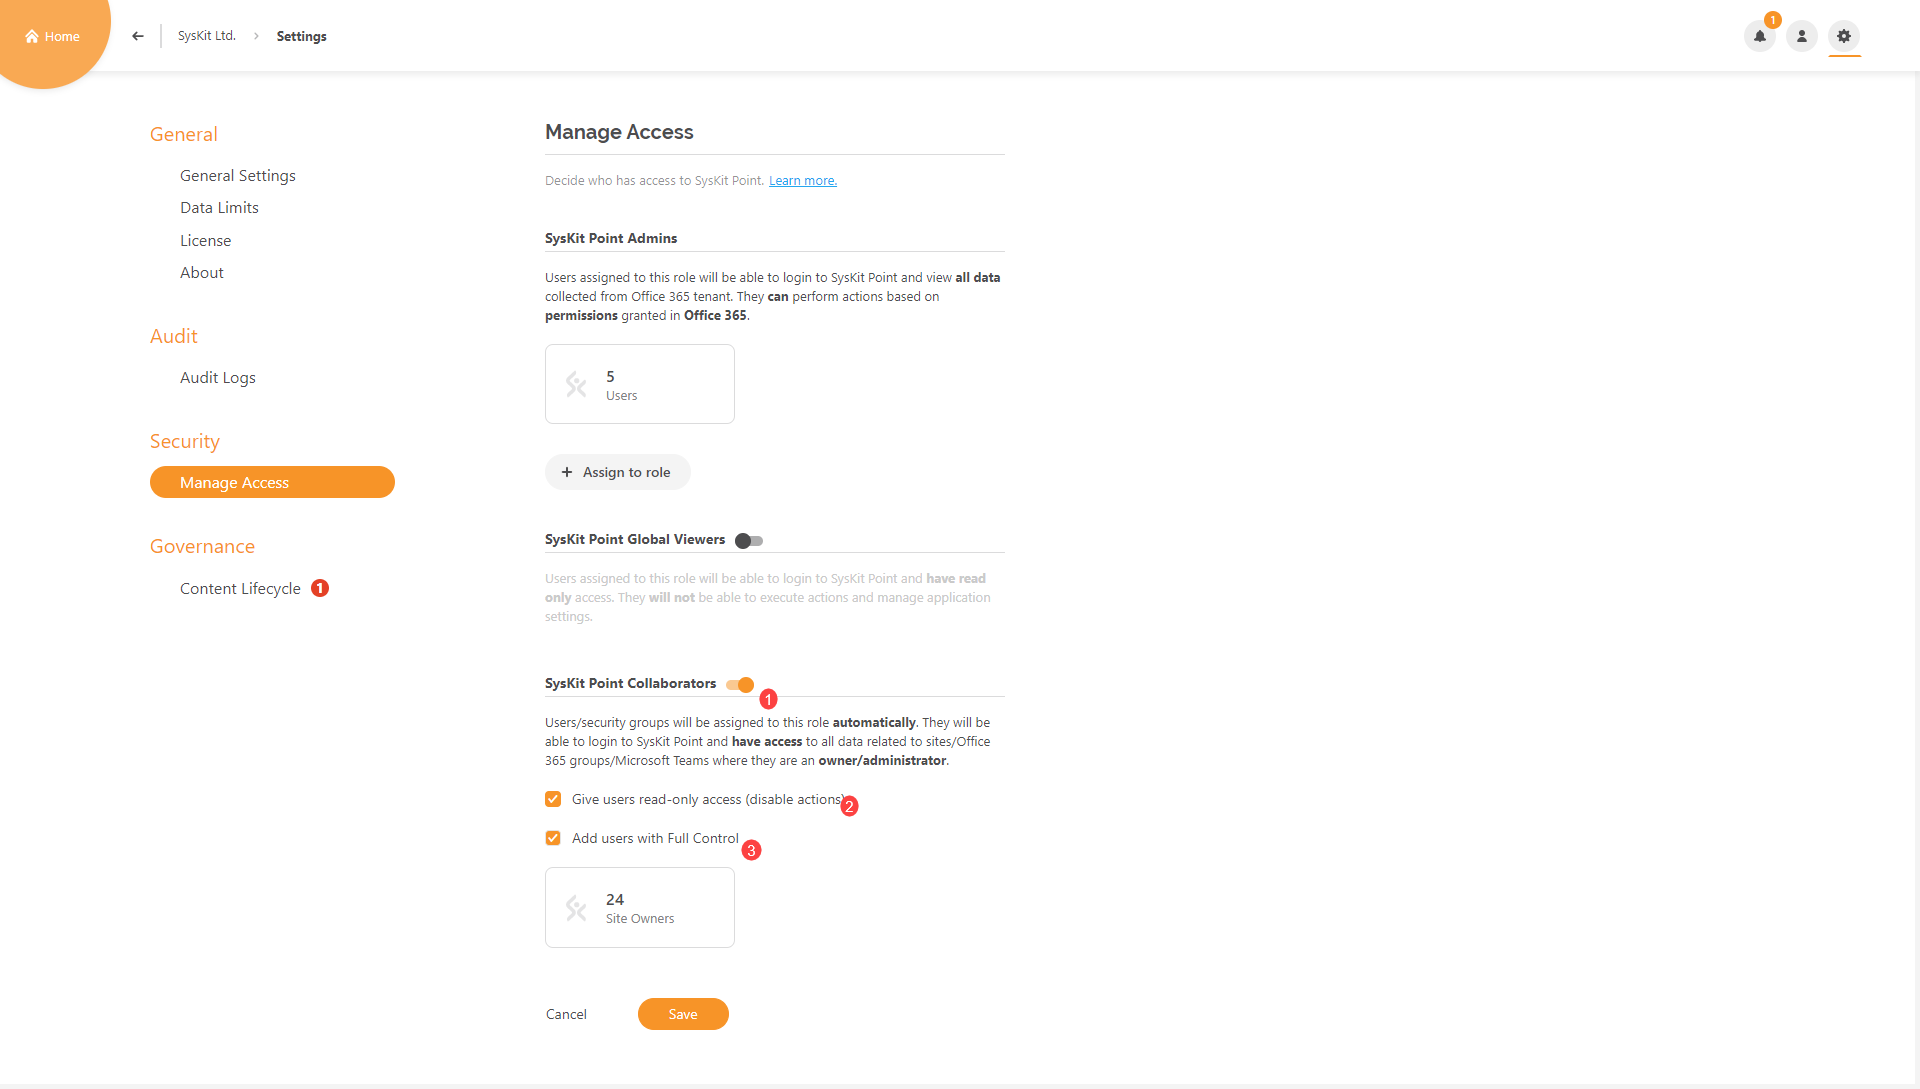 Home
SysKit Ltd.
Settings
1
General
General Settings
Data Limits
License
About
Audit
Audit Logs
Security
Manage Access
Governance
Content Lifecycle 1
Manage Access
Decide who has access to SysKit Point. Learn more.
SysKit Point Admins
Users assigned to this role will be able to login to SysKit Point and view all data
collected from Office 365 tenant. They can perform actions based on
permissions granted in Office 365.
5
Users
+ Assign to role
SysKit Point Global Viewers
Users assigned to this role will be able to login to SysKit Point and have read
only access. They will not be able to execute actions and manage application
settings.
SysKit Point Collaborators
1
Users/security groups will be assigned to this role automatically. They will be
able to login to SysKit Point and have access to all data related to sites/Office
365 groups/Microsoft Teams where they are an owner/administrator.
Give users read-only access (disable actions)
2
Add users with Full Control
3
24
Site Owners
Cancel
Save